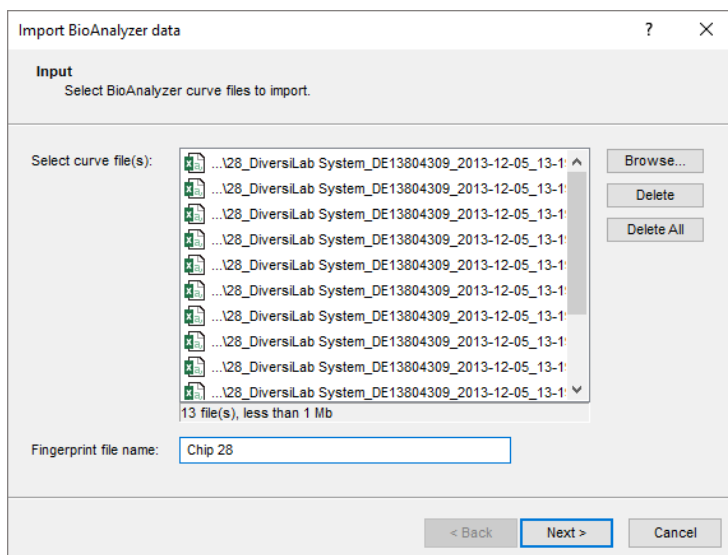 Import BioAnalyzer data ?
Input
Select BioAnalyzer curve files to import.
Select curve file(s):
...\28_DiversiLab System_DE13804309_2013-12-05_13-1 Browse...
...\28_DiversiLab System_DE13804309_2013-12-05_13-1 Delete
...\28_DiversiLab System_DE13804309_2013-12-05_13-1
...\28_DiversiLab System_DE13804309_2013-12-05_13-1 Delete All
...\28_DiversiLab System_DE13804309_2013-12-05_13-1
...\28_DiversiLab System_DE13804309_2013-12-05_13-1
...\28_DiversiLab System_DE13804309_2013-12-05_13-1
...\28_DiversiLab System_DE13804309_2013-12-05_13-1
...\28_DiversiLab System_DE13804309_2013-12-05_13-1
...\28_DiversiLab System_DE13804309_2013-12-05_13-1
13 file(s), less than 1 Mb
Fingerprint file name: Chip 28
< Back Next > Cancel